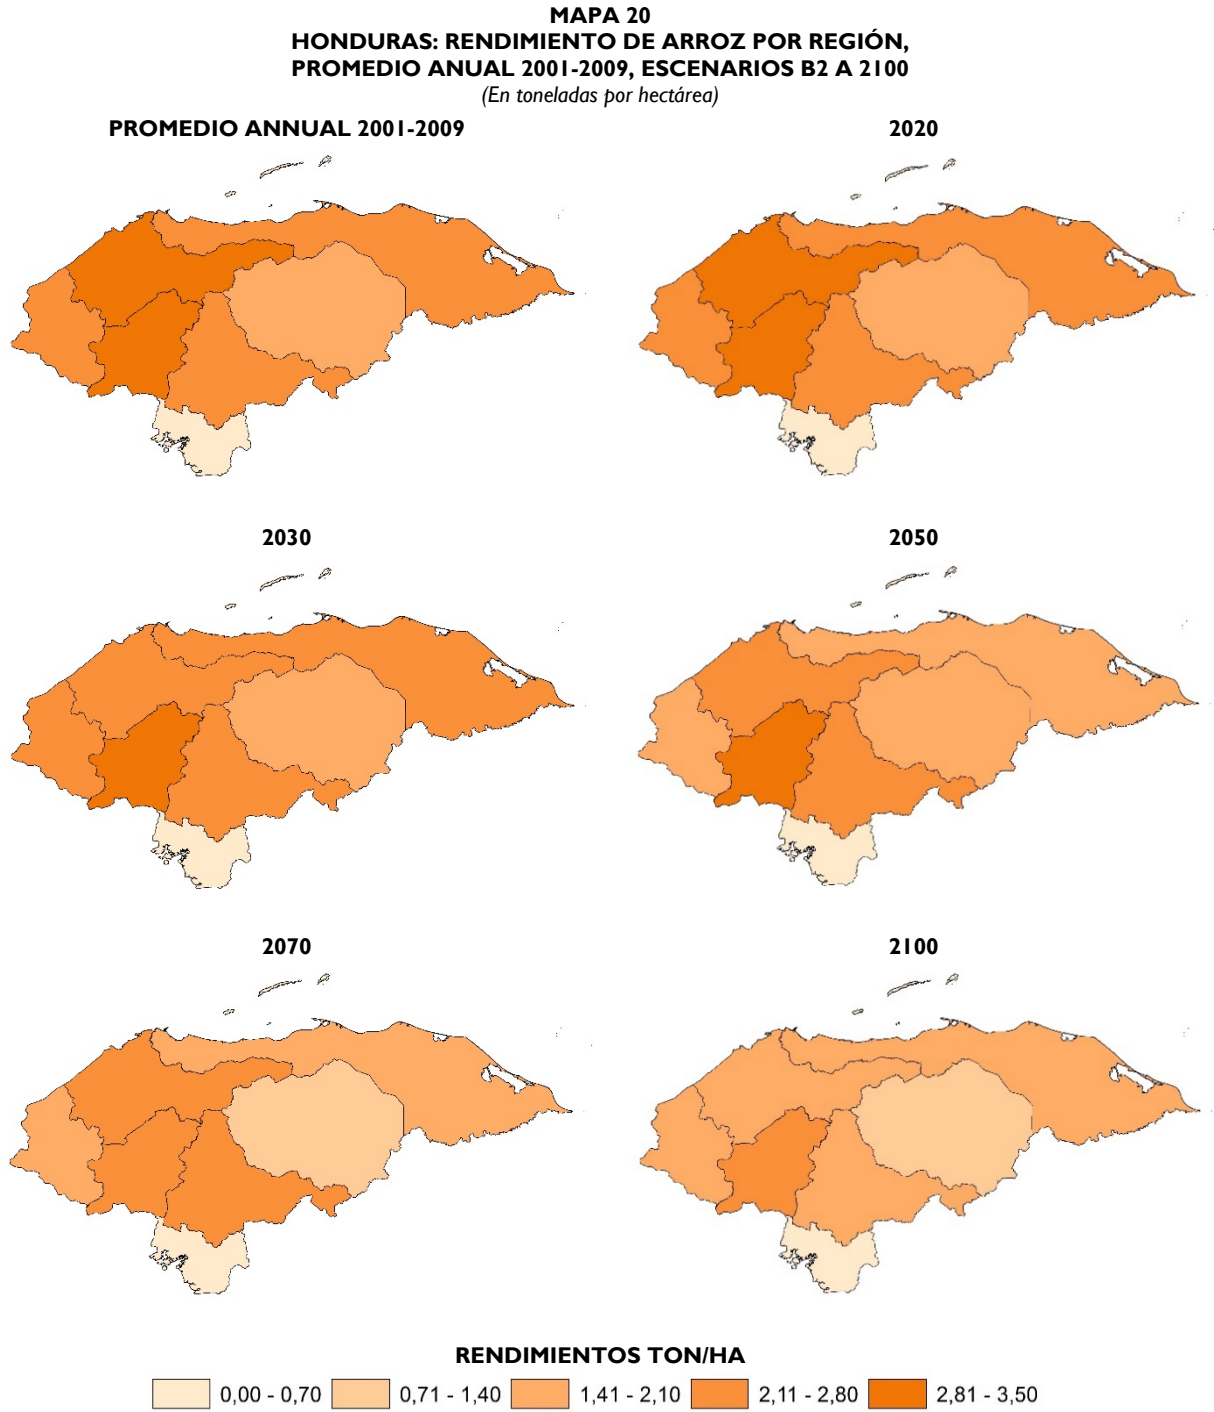 MAPA 20
HONDURAS: RENDIMIENTO DE ARROZ POR REGIÓN,
PROMEDIO ANUAL 2001-2009, ESCENARIOS B2 A 2100
(En toneladas por hectárea)
PROMEDIO ANNUAL 2001-2009
2020
2030
2050
2070
2100
RENDIMIENTOS TON/HA
0,00 - 0,70
0,71 - 1,40
1,41 - 2,10
2,11 - 2,80
2,81 - 3,50